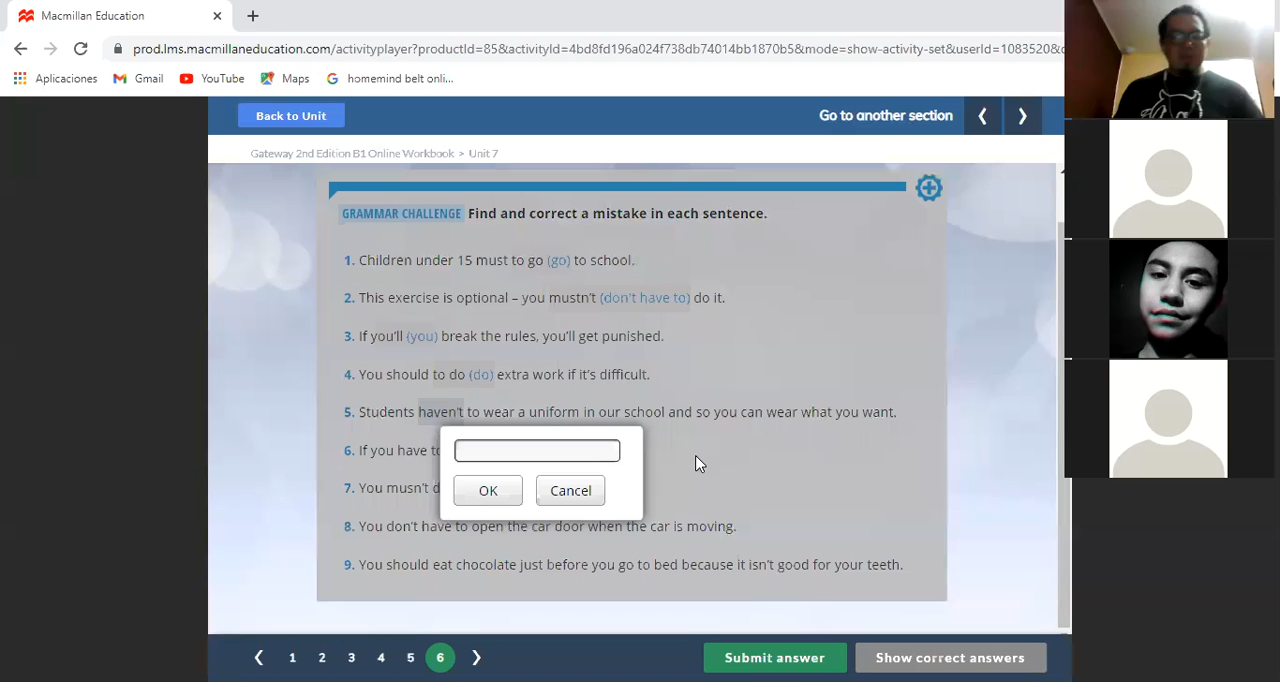 Macmillan Education
prod.lms.macmillaneducation.com/activityplayer?productId=85&activityId=4bd8fd196a024f738db74014bb1870b5&mode=show-activity-set&userId=1083520&
Aplicaciones Gmail YouTube Maps homemind belt onli...
Back to Unit Go to another section
Gateway 2nd Edition B1 Online Workbook > Unit 7
GRAMMAR CHALLENGE Find and correct a mistake in each sentence.
1. Children under 15 must to go (go) to school.
2. This exercise is optional – you mustn't (don't have to) do it.
3. If you'll (you) break the rules, you'll get punished.
4. You should to do (do) extra work if it's difficult.
5. Students haven't to wear a uniform in our school and so you can wear what you want.
6. If you have to
7. You musn't d
OK Cancel
8. You don't have to open the car door when the car is moving.
9. You should eat chocolate just before you go to bed because it isn't good for your teeth.
1 2 3 4 5 6 Submit answer Show correct answers